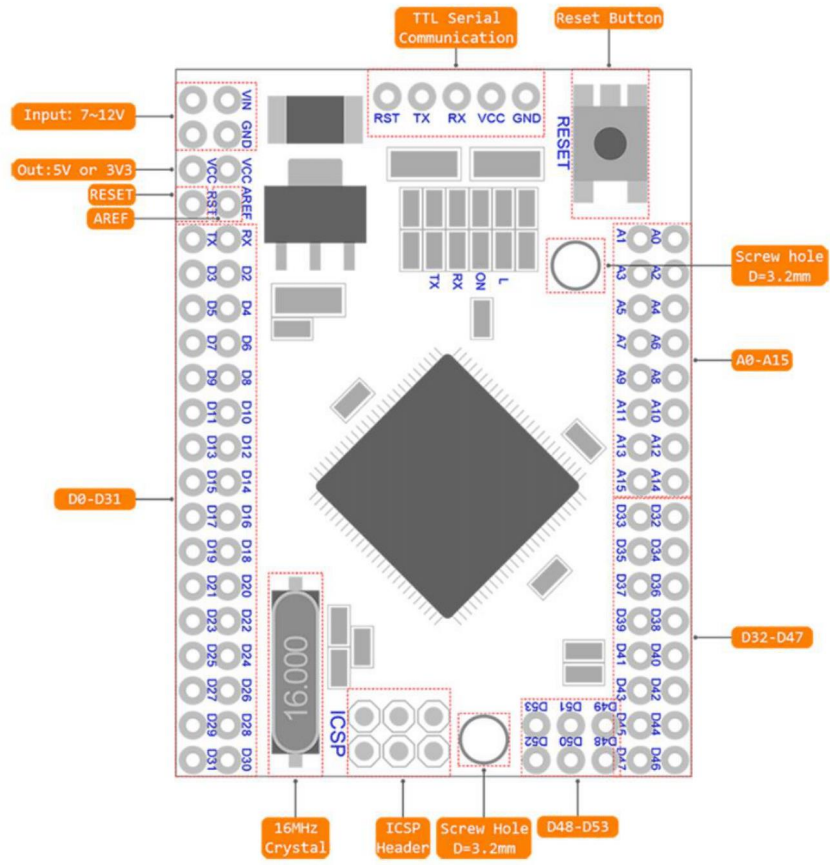 TTL Serial
Communication
Reset Button
Input: 7~12V
VIN
GND
RST TX RX VCC GND
RESET
Out:5V or 3V3
VCC VCC
RESET
RST AREF
AREF
TX RX
D3 D2
D5 D4
D7 D6
D9 D8
D11 D10
D13 D12
D15 D14
D0-D31
D17 D16
D19 D18
D21 D20
D23 D22
D25 D24
D27 D26
D29 D28
D31 D30
TX RX ON L
A1 A0
A3 A2
Screw hole
D=3.2mm
A5 A4
A7 A6
A0-A15
A9 A8
A11 A10
A13 A12
A15 A14
D33 D32
D35 D34
D37 D36
D39 D38
D32-D47
D41 D40
D43 D42
D45 D44
D47 D46
16.000
ICSP
D53 D51 D49
D52 D50 D48
16MHz
Crystal
ICSP
Header
Screw Hole
D=3.2mm
D48-D53